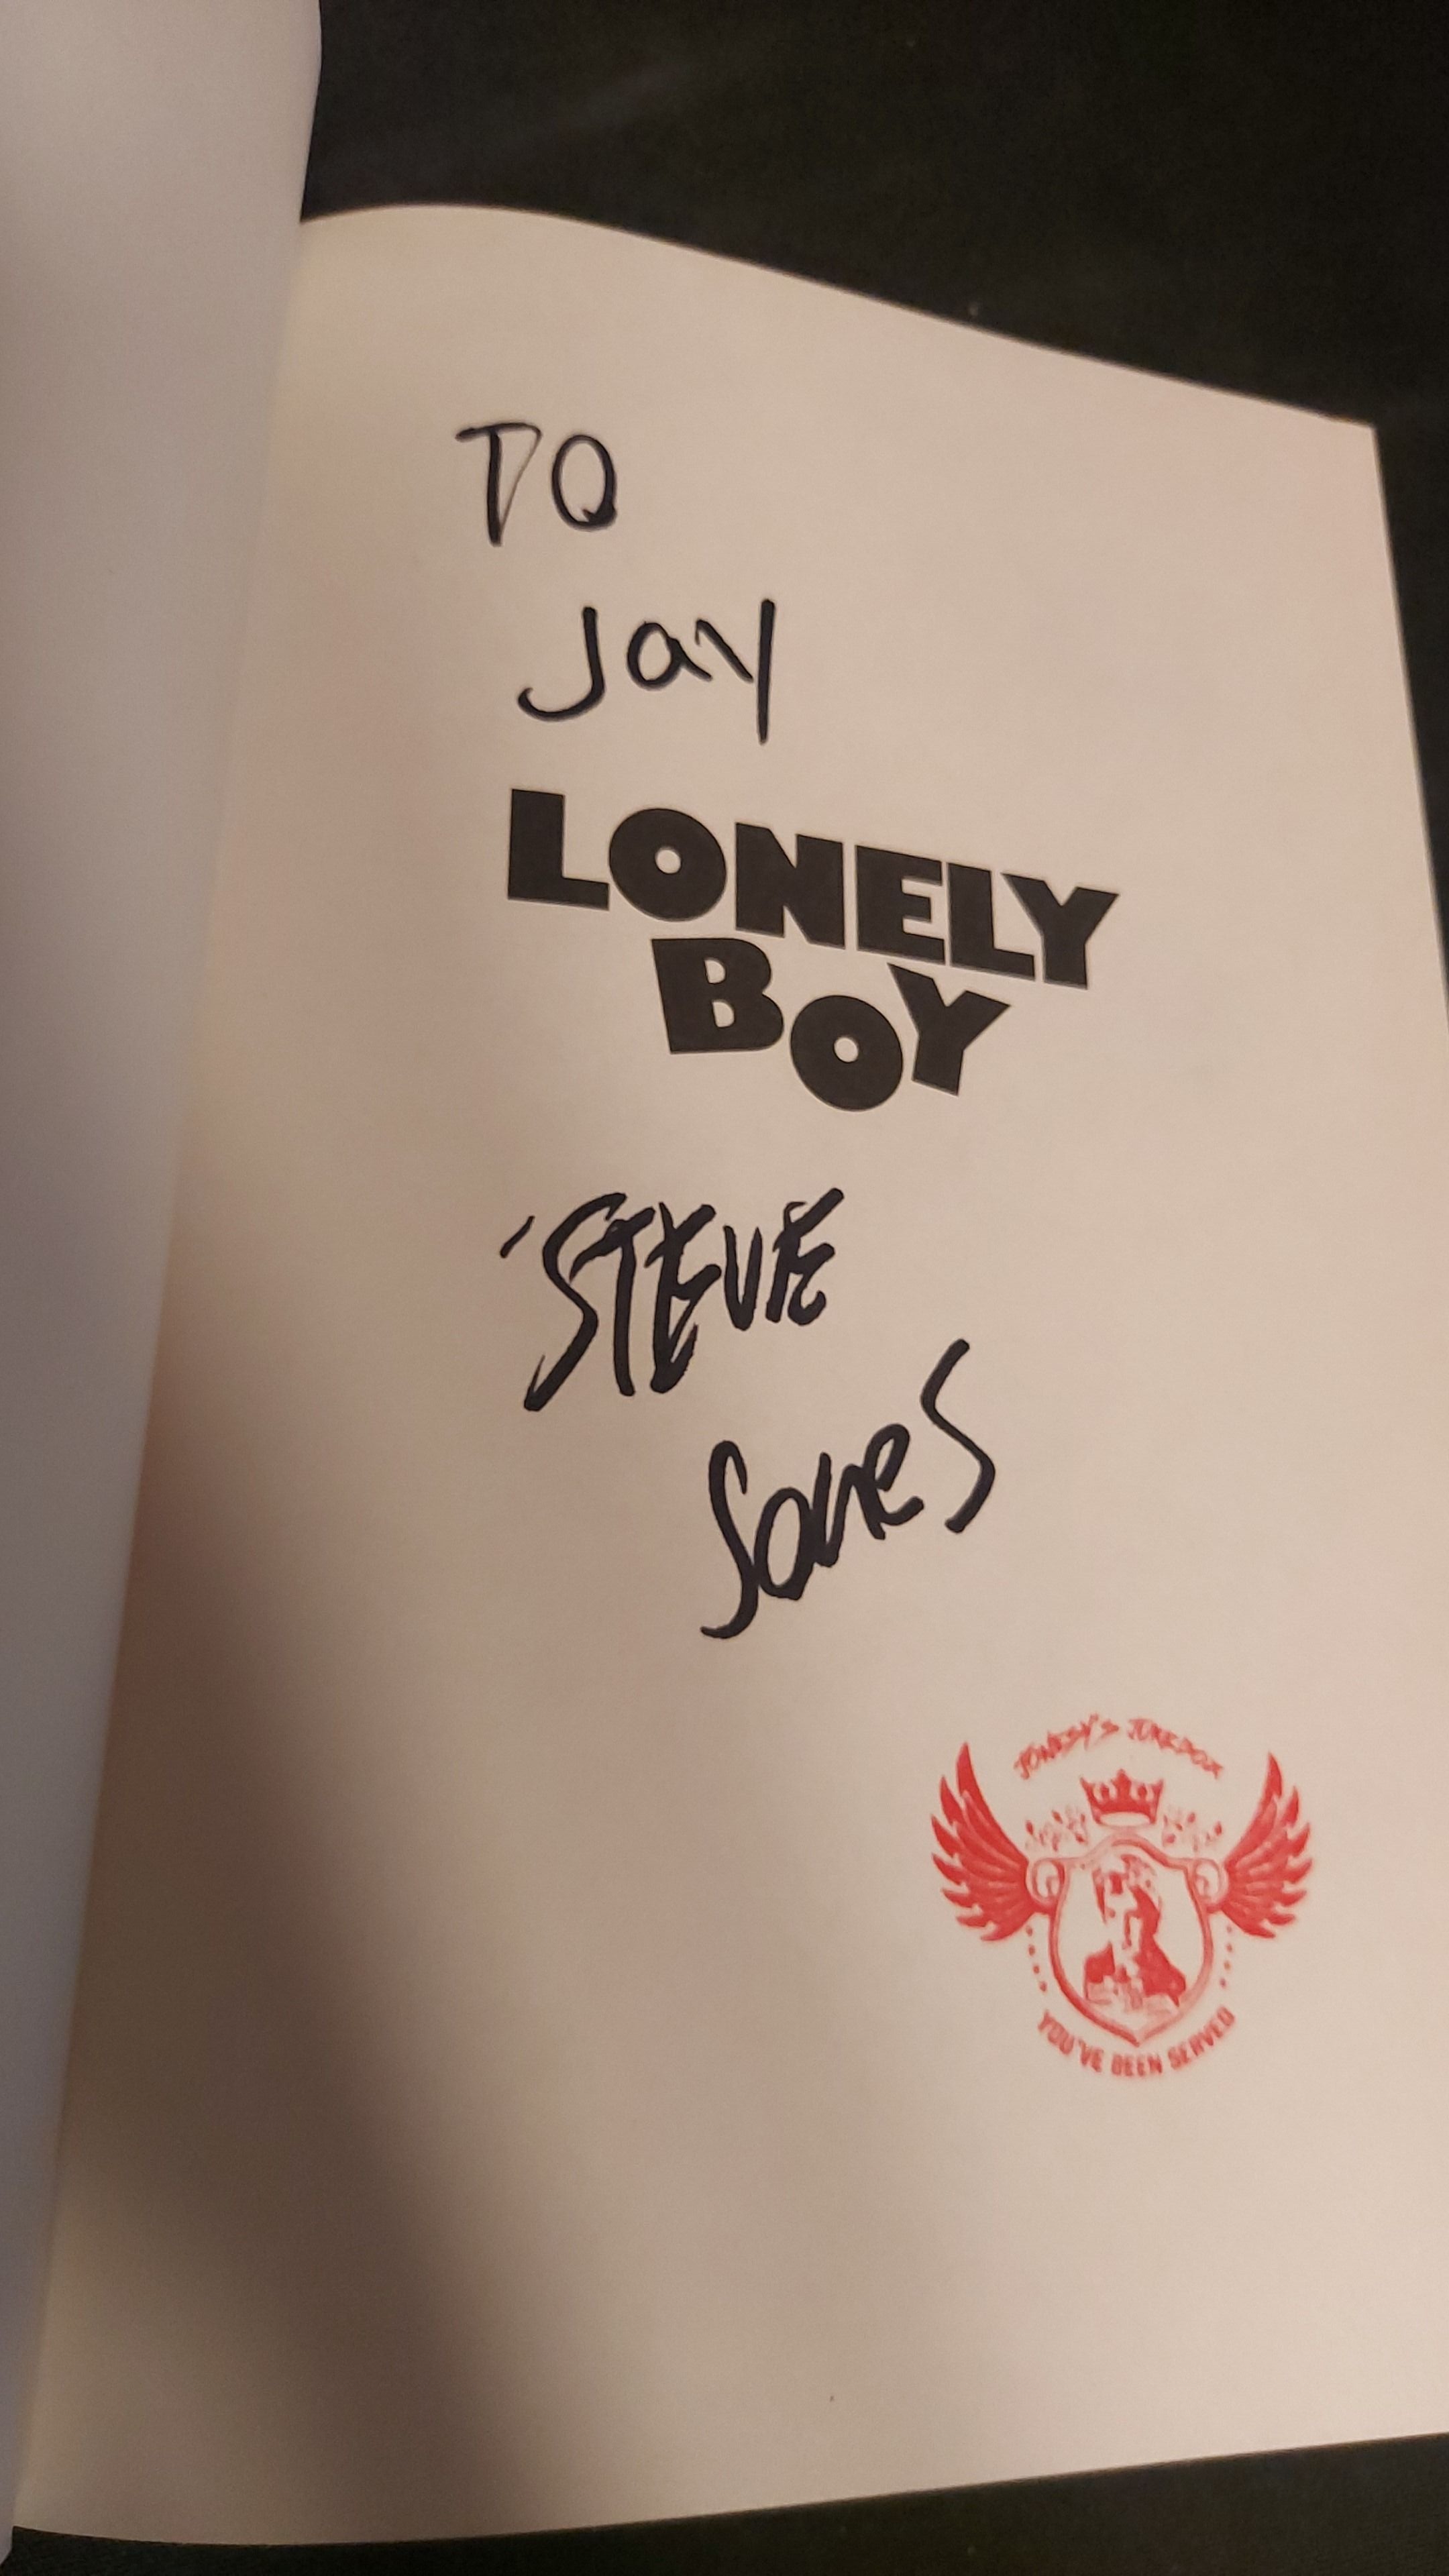 TO
Jay
LONELY
BOY
STEVE
Jones
JONESY'S JUKEBOX
YOU'VE BEEN SERVED